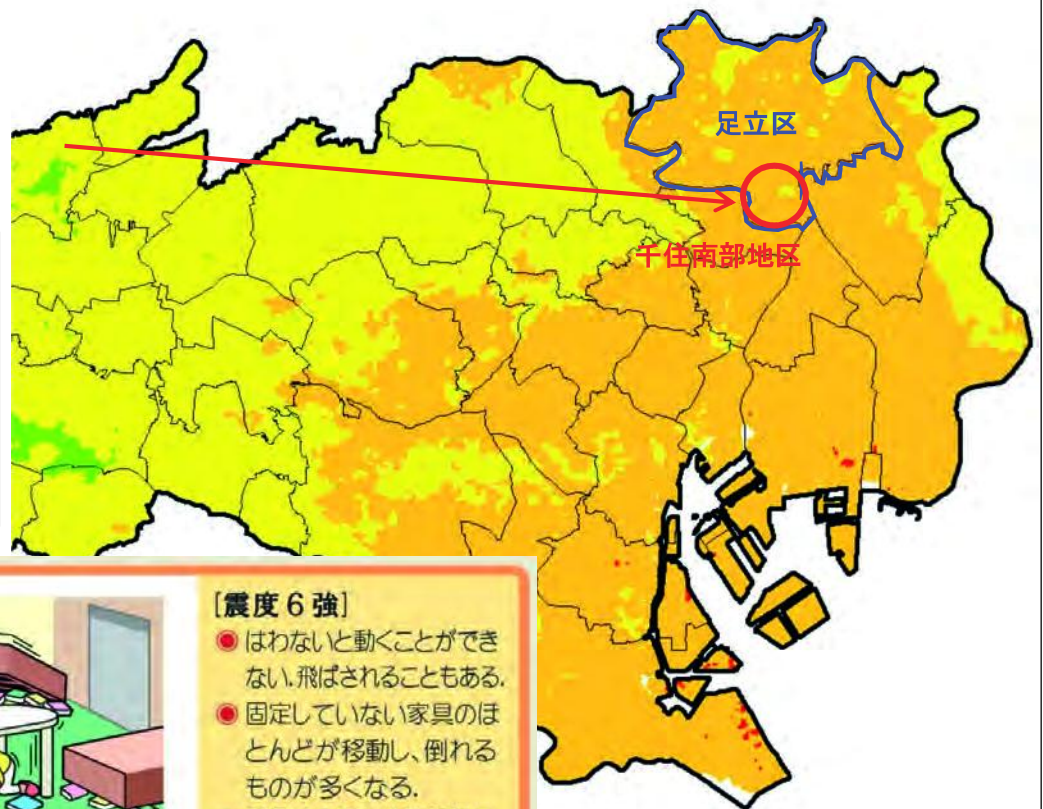 足立区
千住南部地区
[震度6強]
◉はわないと動くことができ
ない.飛ばされることもある.
◉固定していない家具のほ
とんどが移動し、倒れる
ものが多くなる.